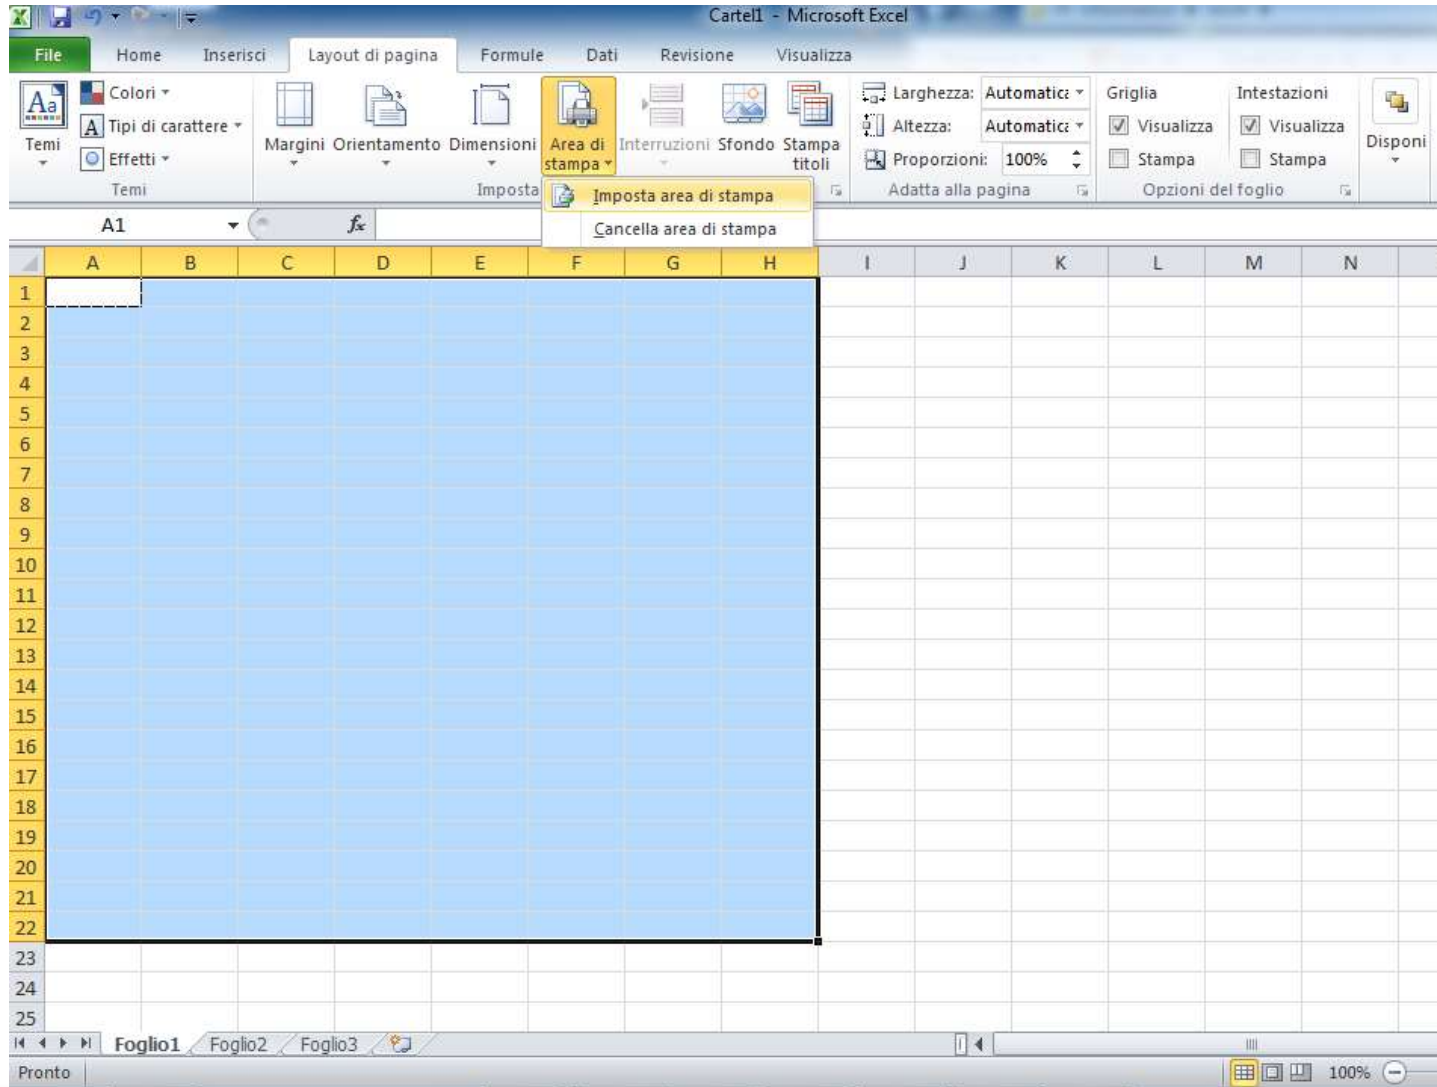 Cartel1 - Microsoft Excel
File Home Inserisci Layout di pagina Formule Dati Revisione Visualizza
Aa Temi
Colori
A Tipi di carattere
Effetti
Temi
Margini Orientamento Dimensioni Area di stampa Interruzioni Sfondo Stampa titoli
Imposta
Larghezza: Automatica
Altezza: Automatica
Proporzioni: 100%
Adatta alla pagina
Griglia Intestazioni
Visualizza Visualizza
Stampa Stampa
Opzioni del foglio
Disponi
Imposta area di stampa
Cancella area di stampa
A1 fx
A B C D E F G H I J K L M N
1
2
3
4
5
6
7
8
9
10
11
12
13
14
15
16
17
18
19
20
21
22
23
24
25
Foglio1 Foglio2 Foglio3
Pronto 100%